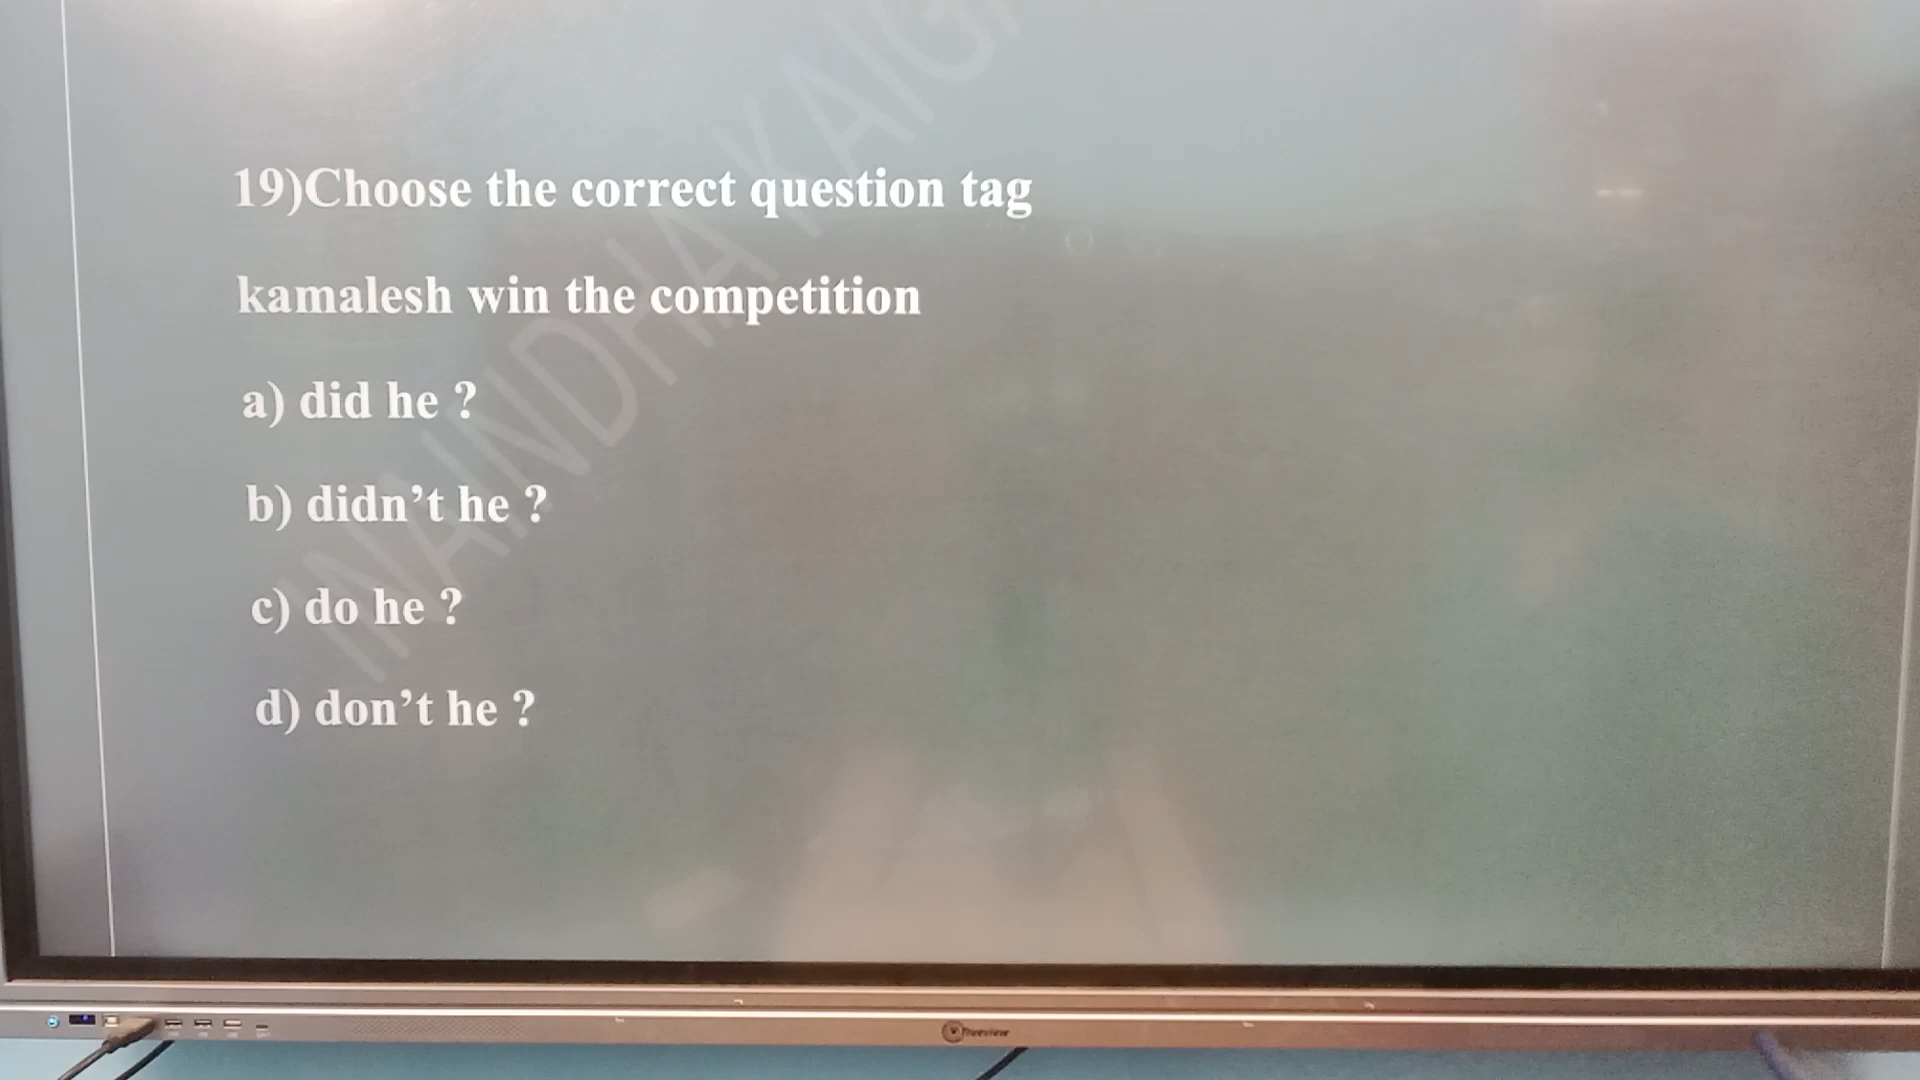 19)Choose the correct question tag
kamalesh win the competition
a) did he ?
b) didn’t he ?
c) do he ?
d) don’t he ?